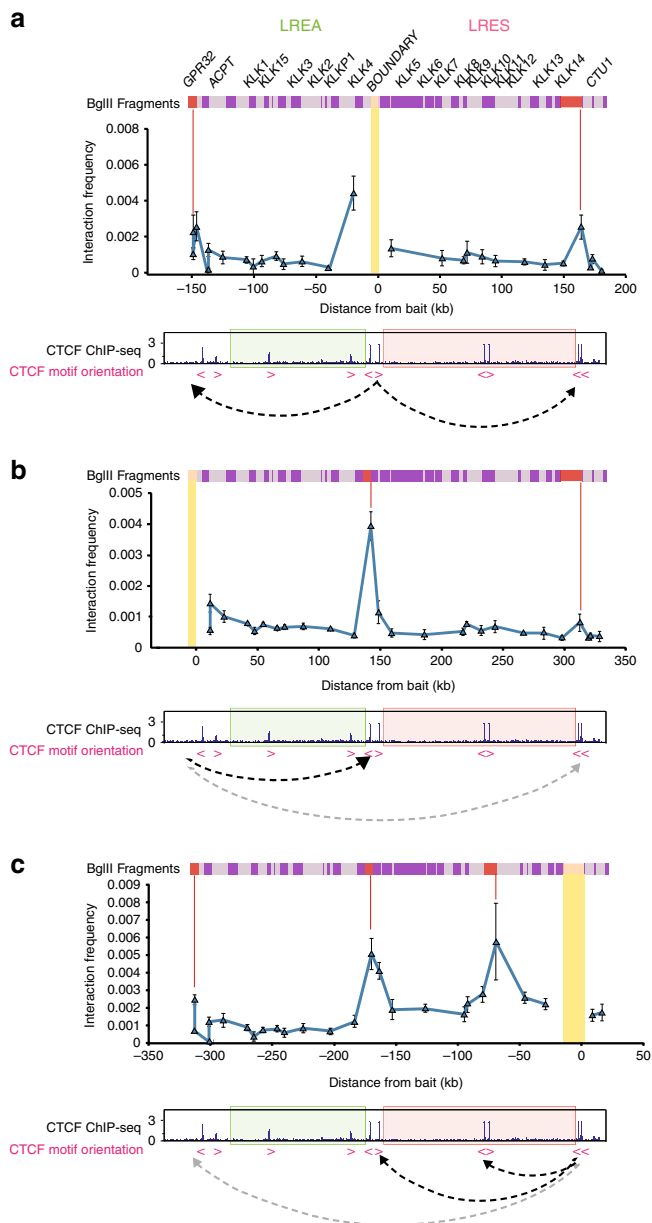 a
LREA LRES
GPR32 ACPT KLK1 KLK15 KLK3 KLK2 KLKP1 KLK4 BOUNDARY KLK5 KLK6 KLK7 KLK8 KLK9 KLK10 KLK11 KLK12 KLK13 KLK14 CTU1
BglII Fragments
0.008
0.006
0.004
0.002
0
Interaction frequency
−150 −100 −50 0 50 100 150 200
Distance from bait (kb)
CTCF ChIP-seq 3 0
CTCF motif orientation < > > > < > < > < <
b
BglII Fragments
0.005
0.004
0.003
0.002
0.001
0
Interaction frequency
0 50 100 150 200 250 300 350
Distance from bait (kb)
CTCF ChIP-seq 3 0
CTCF motif orientation < > > > < > < > < <
c
BglII Fragments
0.009
0.008
0.007
0.006
0.005
0.004
0.003
0.002
0.001
0
Interaction frequency
−350 −300 −250 −200 −150 −100 −50 0 50
Distance from bait (kb)
CTCF ChIP-seq 3 0
CTCF motif orientation < > > > < > < > < <